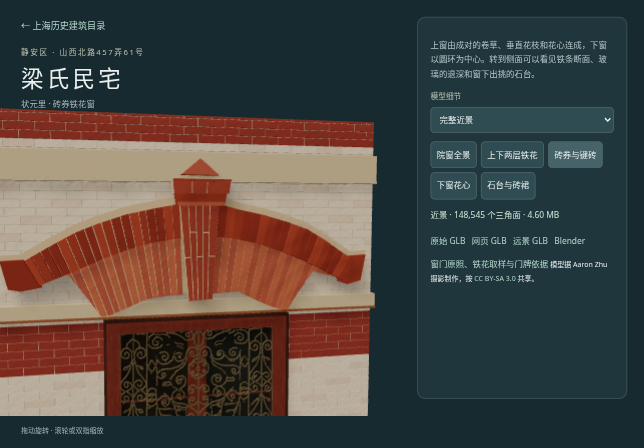 ← 上海历史建筑目录
静安区 · 山西北路457弄61号
梁氏民宅
状元里 · 砖券铁花窗
上窗由成对的卷草、垂直花枝和花心连成，下窗
以圆环为中心。转到侧面可以看见铁条断面、玻
璃的退深和窗下出挑的石台。
模型细节
完整近景
院窗全景
上下两层铁花
砖券与键砖
下窗花心
石台与砖裙
近景 · 148,545 个三角面 · 4.60 MB
原始 GLB 网页 GLB 远景 GLB Blender
窗门原照、铁花取样与门牌依据 模型据 Aaron Zhu
摄影制作，按 CC BY-SA 3.0 共享。
拖动旋转 · 滚轮或双指缩放